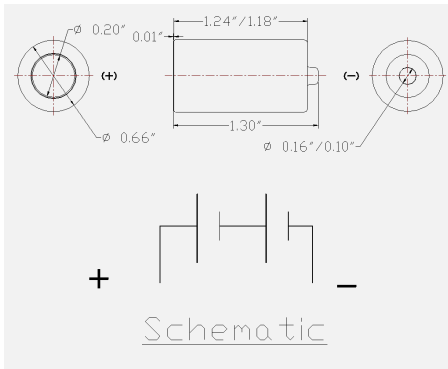 1.24"/1.18"
0.01"
Ø 0.20"
(+)
(-)
Ø 0.66"
1.30"
Ø 0.16"/0.10"
+
-
Schematic